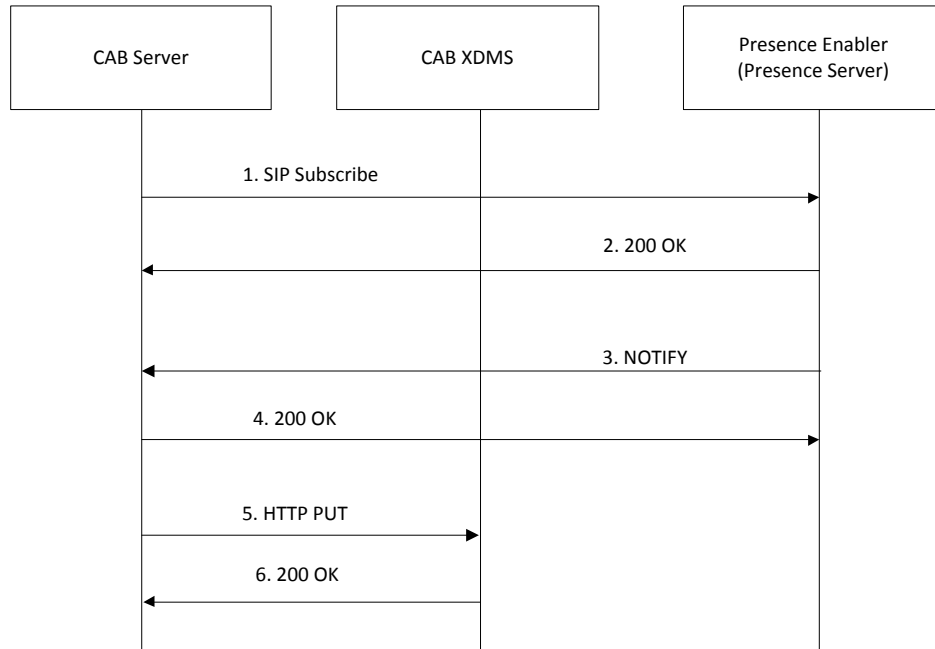 CAB Server
CAB XDMS
Presence Enabler
(Presence Server)
1. SIP Subscribe
2. 200 OK
3. NOTIFY
4. 200 OK
5. HTTP PUT
6. 200 OK